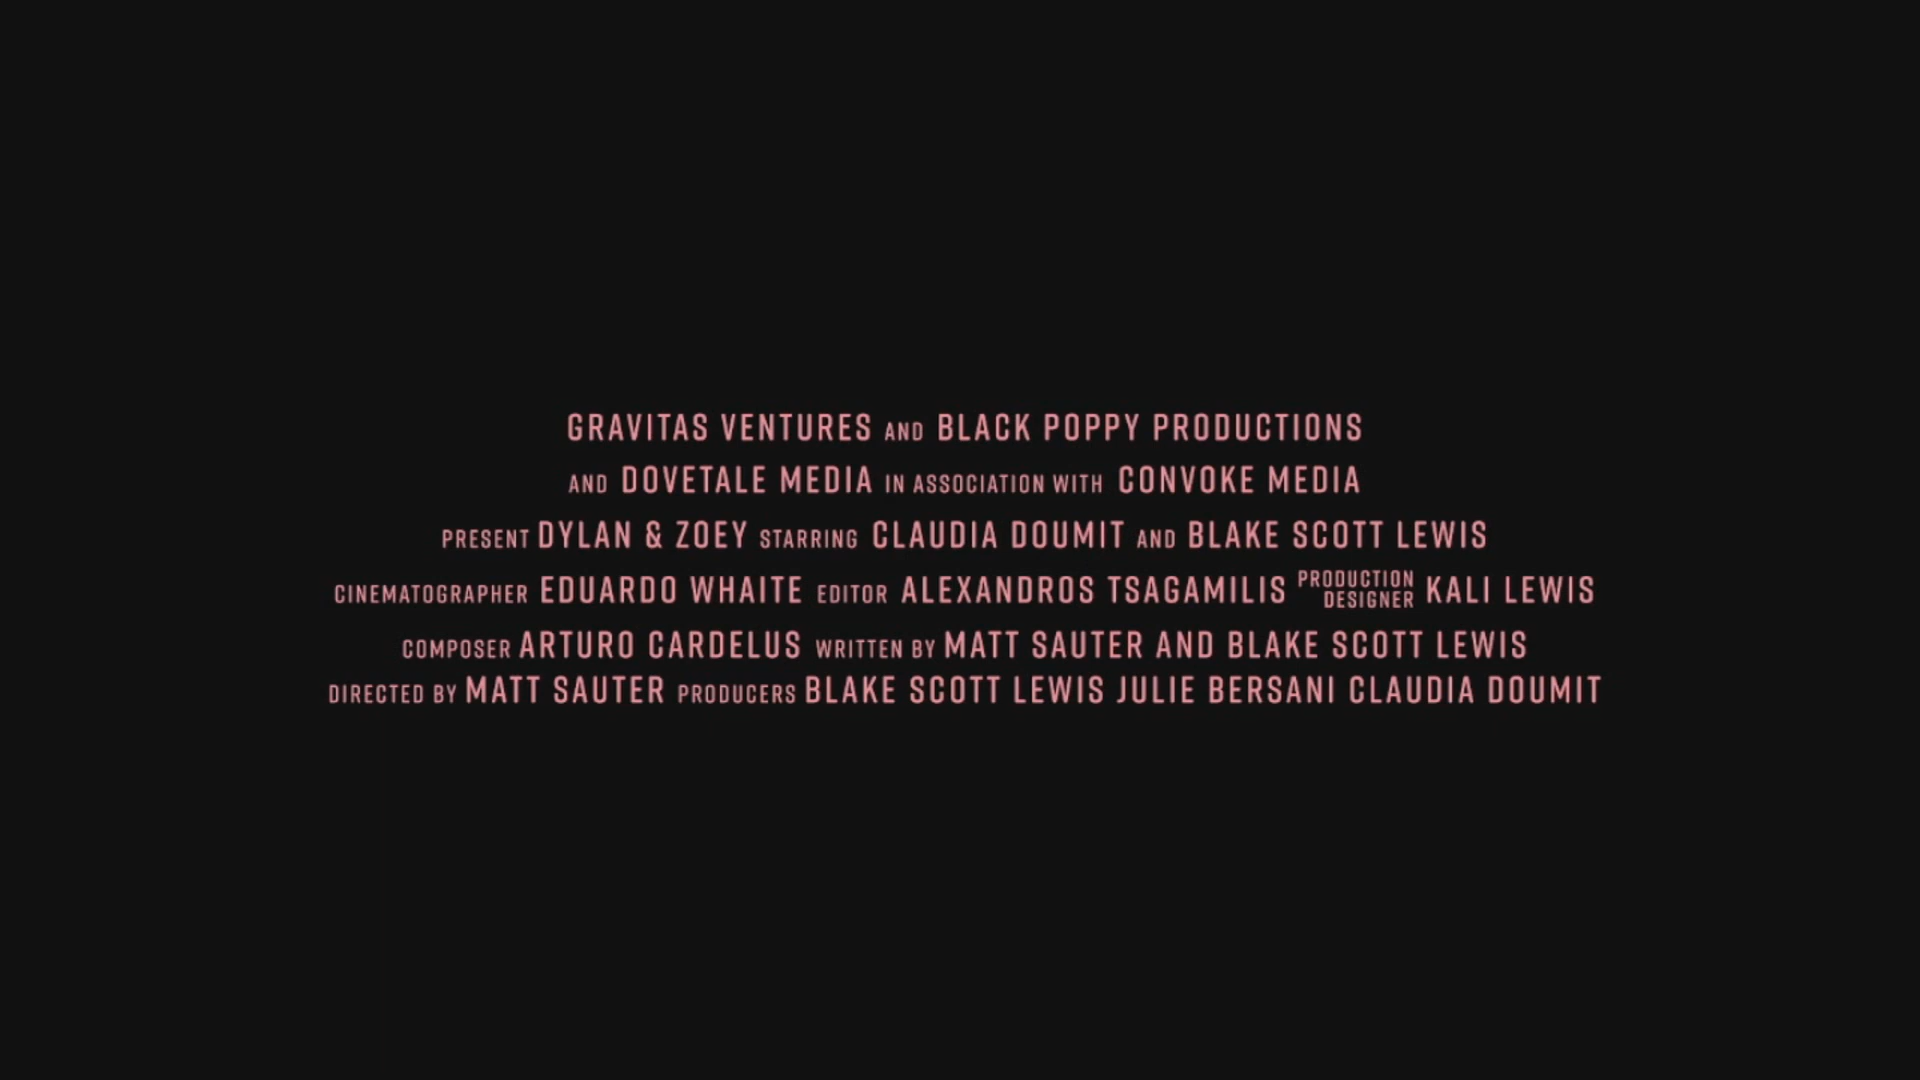 GRAVITAS VENTURES AND BLACK POPPY PRODUCTIONS
AND DOVETALE MEDIA IN ASSOCIATION WITH CONVOKE MEDIA
PRESENT DYLAN & ZOEY STARRING CLAUDIA DOUMIT AND BLAKE SCOTT LEWIS
CINEMATOGRAPHER EDUARDO WHAITE EDITOR ALEXANDROS TSAGAMILIS PRODUCTION DESIGNER KALI LEWIS
COMPOSER ARTURO CARDELUS WRITTEN BY MATT SAUTER AND BLAKE SCOTT LEWIS
DIRECTED BY MATT SAUTER PRODUCERS BLAKE SCOTT LEWIS JULIE BERSANI CLAUDIA DOUMIT